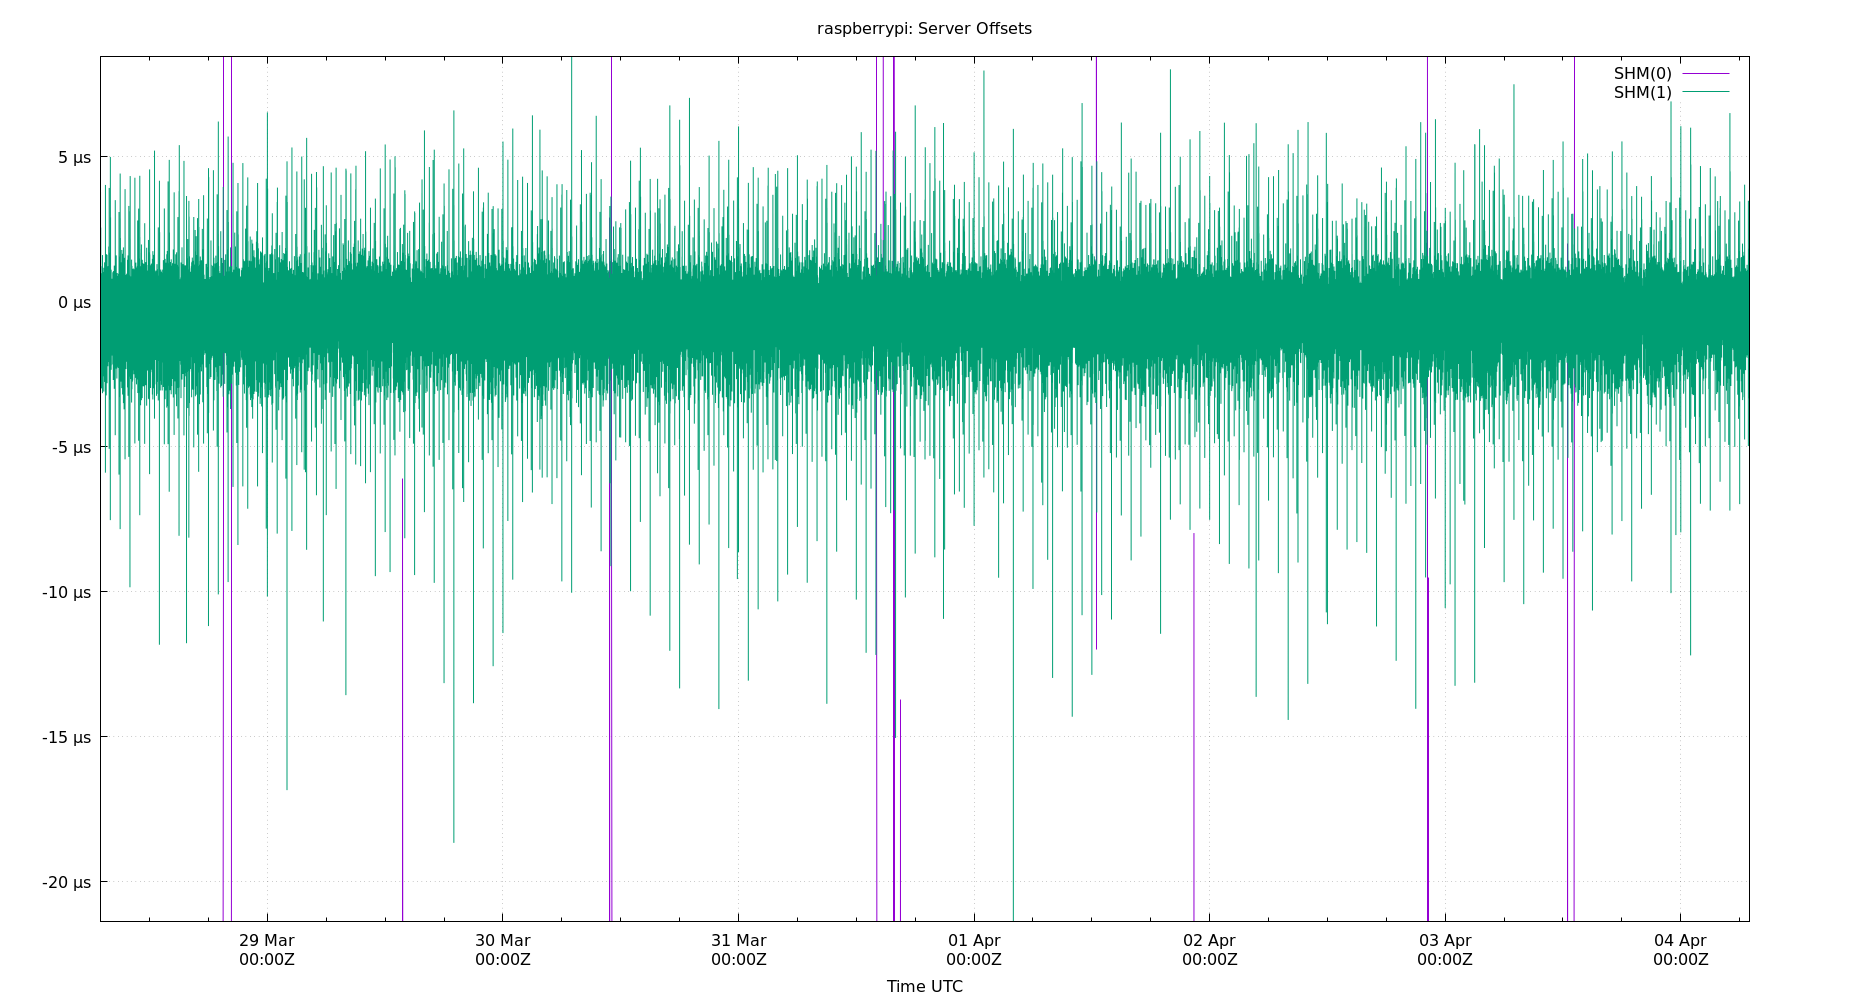 raspberrypi: Server Offsets
SHM(0)
SHM(1)
5 µs
0 µs
-5 µs
-10 µs
-15 µs
-20 µs
29 Mar 30 Mar 31 Mar 01 Apr 02 Apr 03 Apr 04 Apr
00:00Z 00:00Z 00:00Z 00:00Z 00:00Z 00:00Z 00:00Z
Time UTC